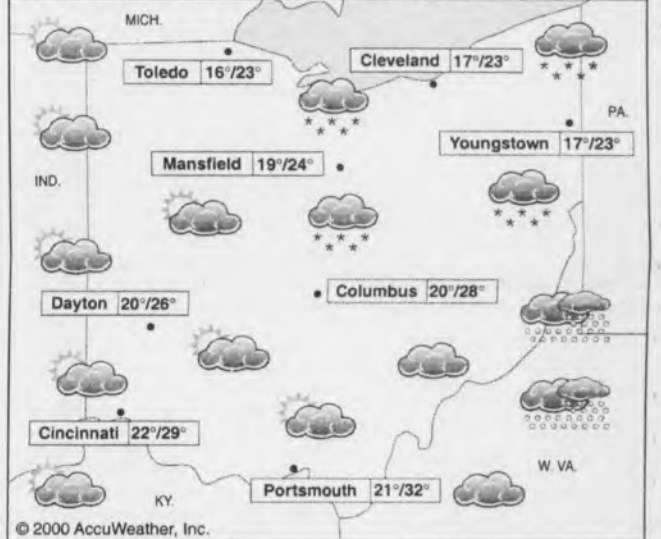 MICH.
Cleveland 17°/23°
Toledo 16°/23°
PA.
Youngstown 17°/23°
Mansfield 19°/24°
IND.
Columbus 20°/28°
Dayton 20°/26°
Cincinnati 22°/29°
W. VA.
Portsmouth 21°/32°
KY.
© 2000 AccuWeather, Inc.